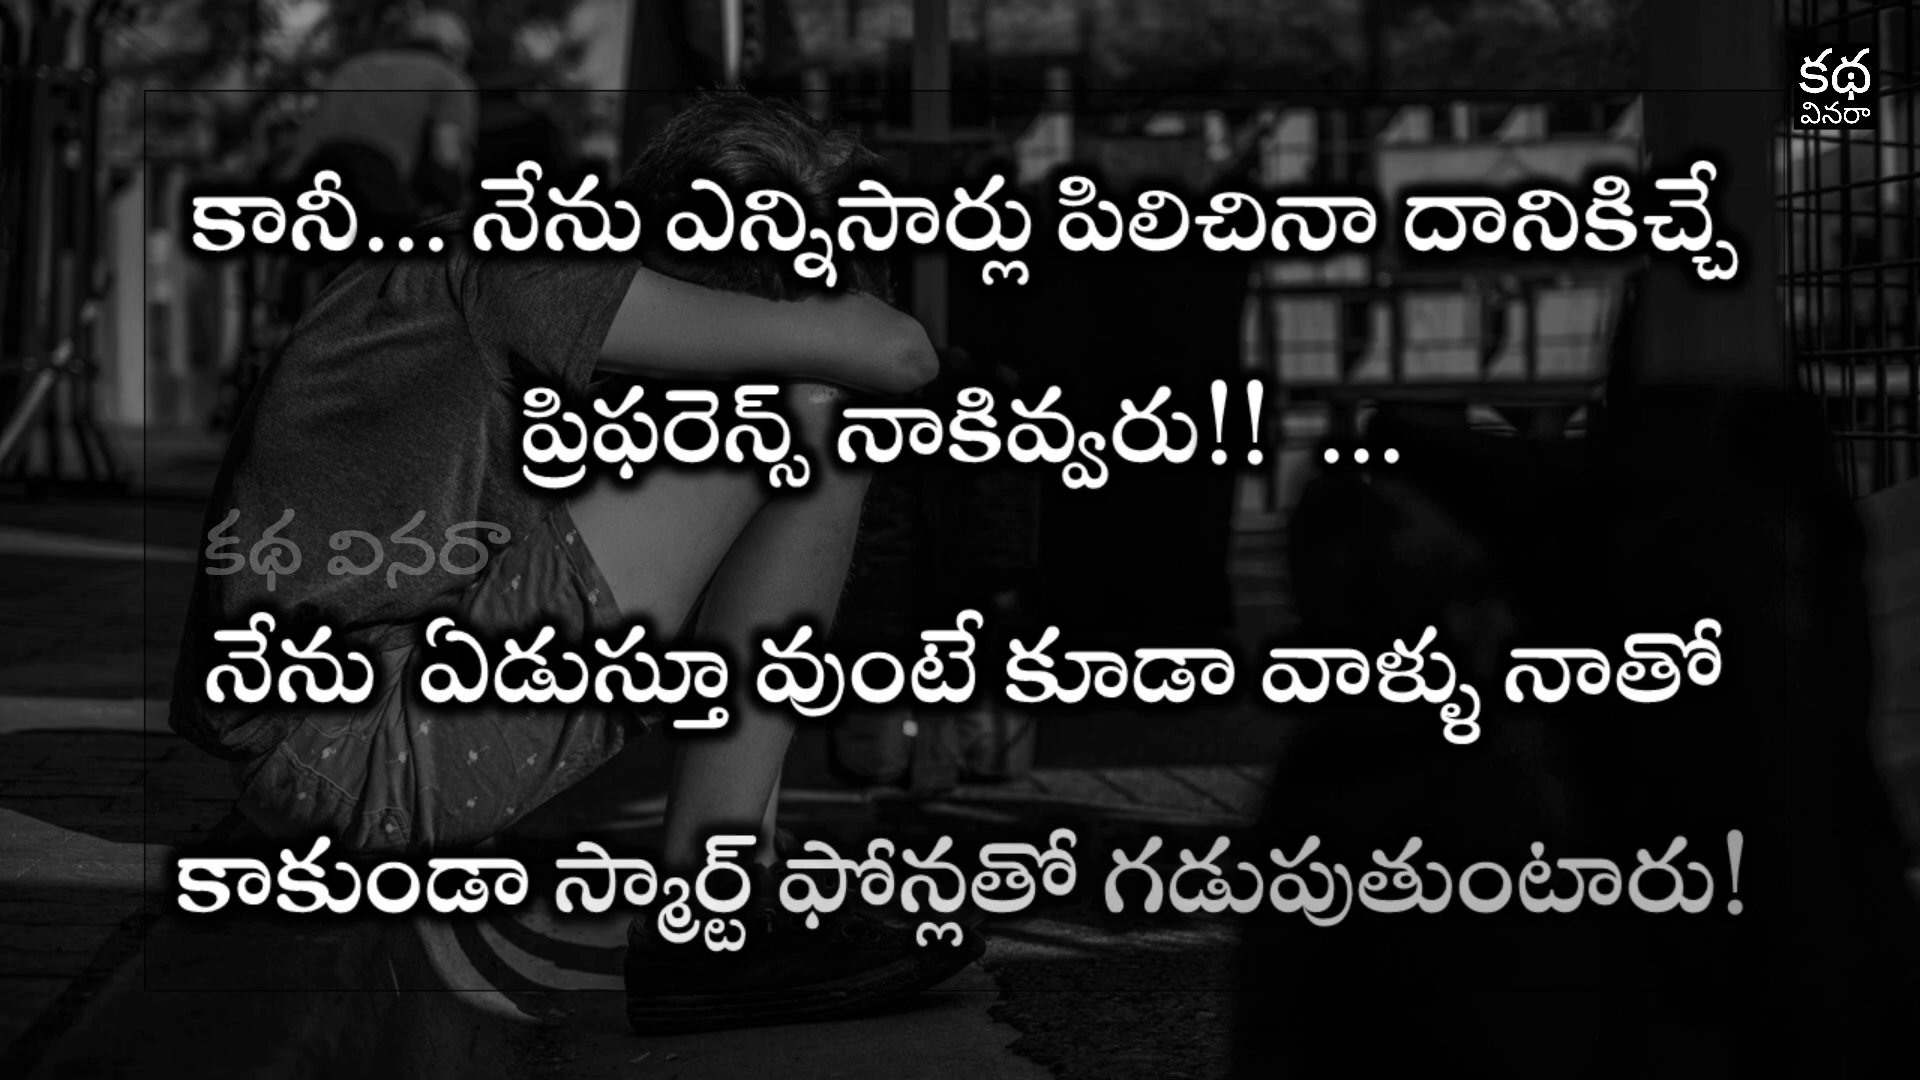 కథ
వినరా
కానీ... నేను ఎన్నిసార్లు పిలిచినా దానికిచ్చే
ప్రిఫరెన్స్ నాకివ్వరు!! ...
కథ వినరా
నేను ఏడుస్తూ వుంటే కూడా వాళ్ళు నాతో
కాకుండా స్మార్ట్ ఫోన్లతో గడుపుతుంటారు!